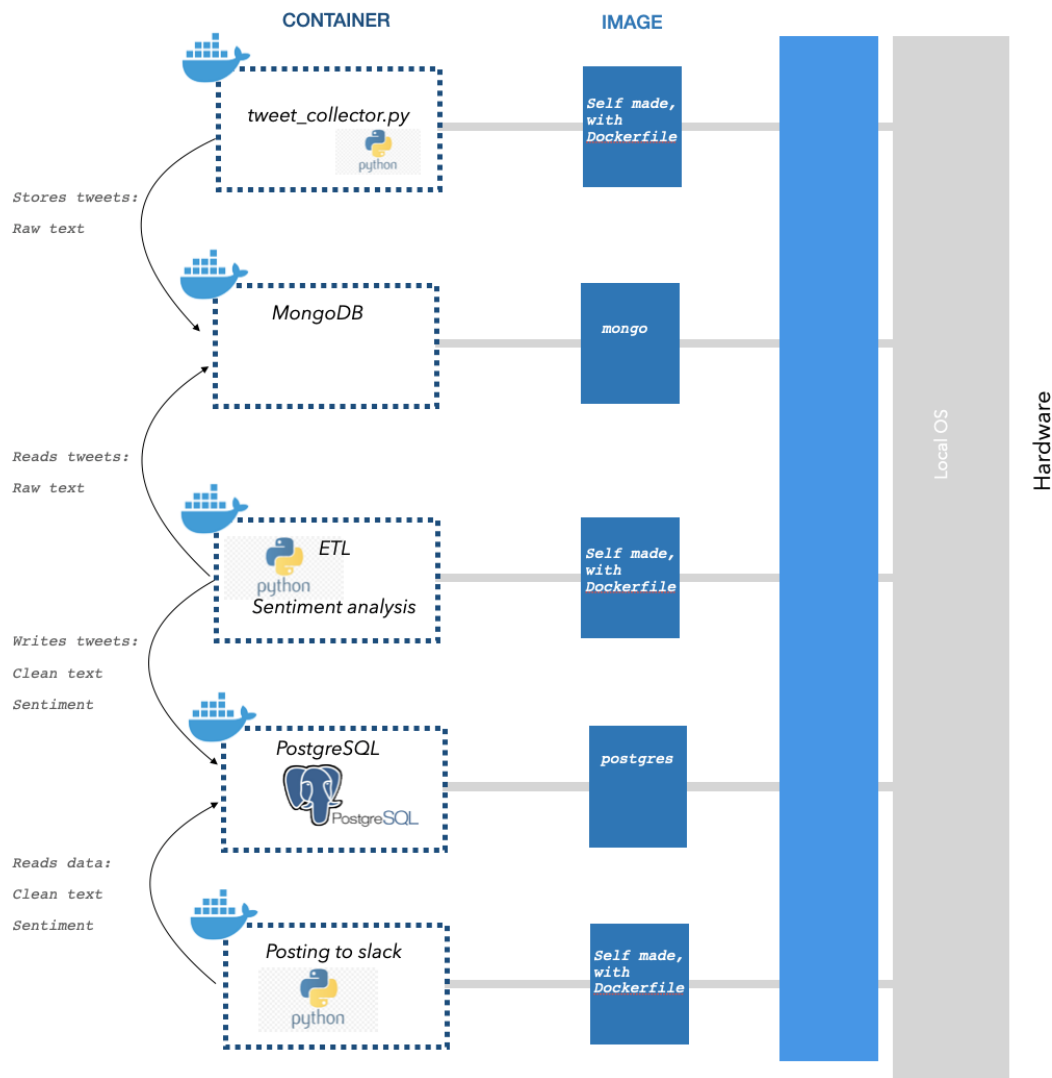 CONTAINER
IMAGE
tweet_collector.py
python
Self made,
with
Dockerfile
Stores tweets:
Raw text
MongoDB
mongo
Reads tweets:
Raw text
ETL
python
Sentiment analysis
Self made,
with
Dockerfile
Writes tweets:
Clean text
Sentiment
PostgreSQL
PostgreSQL
postgres
Reads data:
Clean text
Sentiment
Posting to slack
python
Self made,
with
Dockerfile
Local OS
Hardware